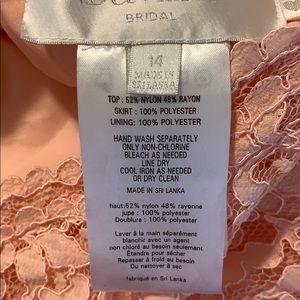 BRIDAL
14
MADE IN
SRI LANKA
TOP : 52% NYLON 48% RAYON
SKIRT : 100% POLYESTER
LINING: 100% POLYESTER
HAND WASH SEPARATELY
ONLY NON-CHLORINE
BLEACH AS NEEDED
LINE DRY
COOL IRON AS NEEDED
OR DRY CLEAN
MADE IN SRI LANKA
haut:52% nylon 48% rayonne
jupe : 100% polyester
Doublure : 100% polyester
Laver à la main séparément
blanchir avec un agent
non chloré au besoin seulement
Étendre pour sécher
Repasser à froid au besoin
Ou nettoyer à sec
fabriqué en Sri Lanka